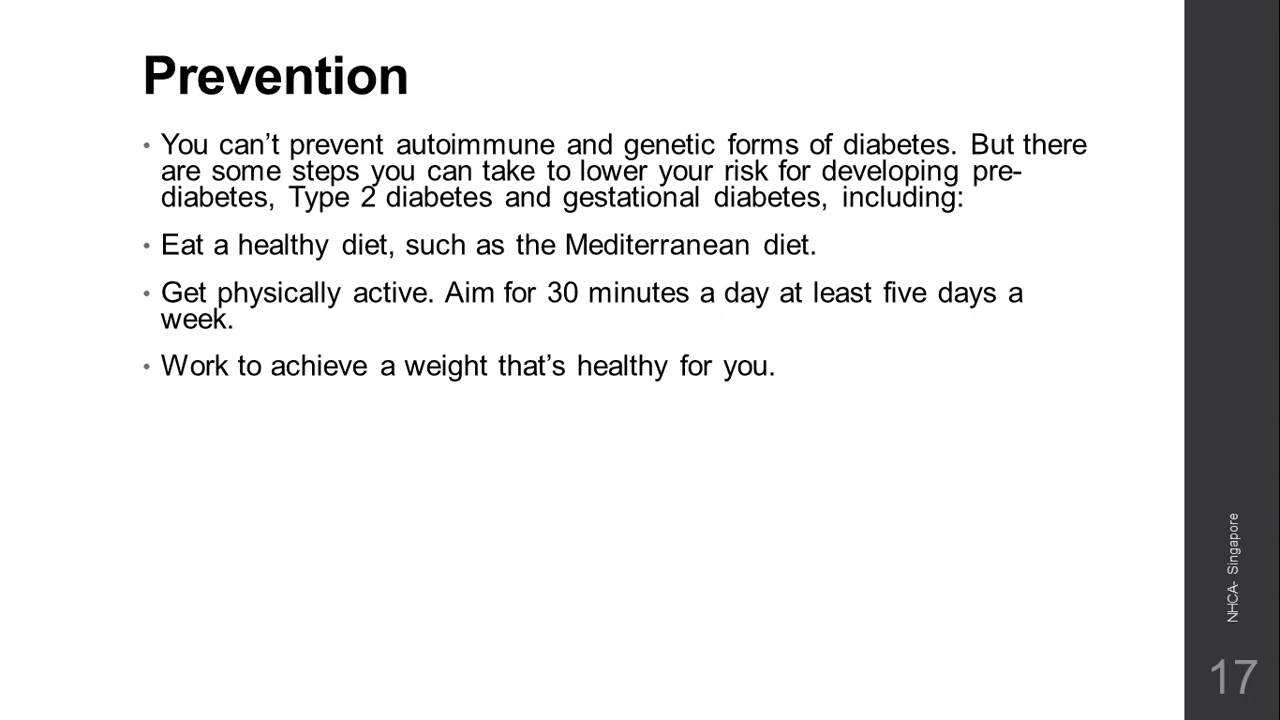 Prevention
• You can’t prevent autoimmune and genetic forms of diabetes. But there
are some steps you can take to lower your risk for developing pre-
diabetes, Type 2 diabetes and gestational diabetes, including:
• Eat a healthy diet, such as the Mediterranean diet.
• Get physically active. Aim for 30 minutes a day at least five days a
week.
• Work to achieve a weight that’s healthy for you.
NHCA- Singapore
17